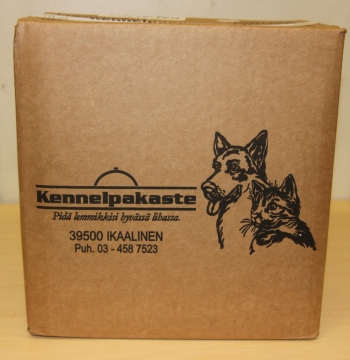 Kennelpakaste
Pidä lemmikkisi hyvässä lihassa.
39500 IKAALINEN
Puh. 03 - 458 7523